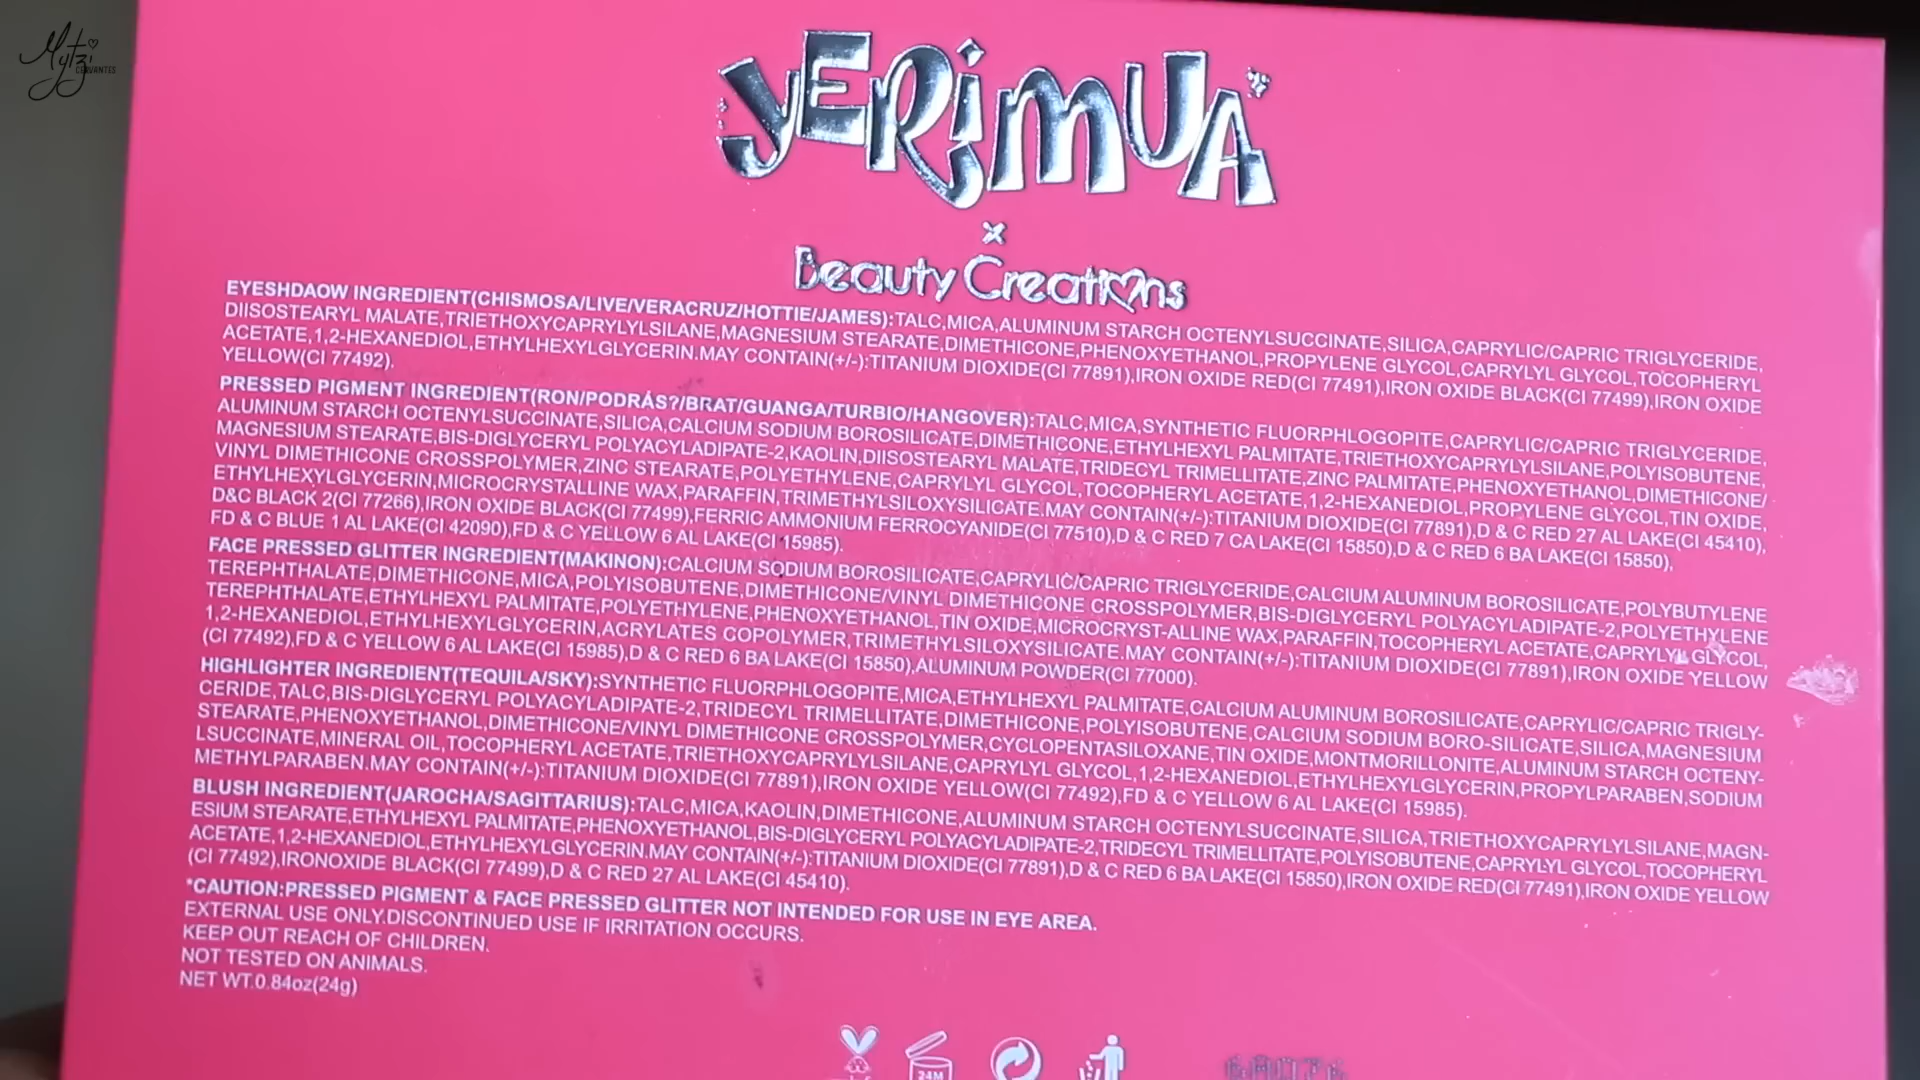 Mytzi
CERVANTES
YERIMUA
x
Beauty Creations
EYESHDAOW INGREDIENT(CHISMOSA/LIVE/VERACRUZ/HOTTIE/JAMES):TALC,MICA,ALUMINUM STARCH OCTENYLSUCCINATE,SILICA,CAPRYLIC/CAPRIC TRIGLYCERIDE,
DIISOSTEARYL MALATE,TRIETHOXYCAPRYLYLSILANE,MAGNESIUM STEARATE,DIMETHICONE,PHENOXYETHANOL,PROPYLENE GLYCOL,CAPRYLYL GLYCOL,TOCOPHERYL
ACETATE,1,2-HEXANEDIOL,ETHYLHEXYLGLYCERIN.MAY CONTAIN(+/-):TITANIUM DIOXIDE(CI 77891),IRON OXIDE RED(CI 77491),IRON OXIDE BLACK(CI 77499),IRON OXIDE
YELLOW(CI 77492).
PRESSED PIGMENT INGREDIENT(RON/PODRÁS?/BRAT/GUANGA/TURBIO/HANGOVER):TALC,MICA,SYNTHETIC FLUORPHLOGOPITE,CAPRYLIC/CAPRIC TRIGLYCERIDE,
ALUMINUM STARCH OCTENYLSUCCINATE,SILICA,CALCIUM SODIUM BOROSILICATE,DIMETHICONE,ETHYLHEXYL PALMITATE,TRIETHOXYCAPRYLYLSILANE,POLYISOBUTENE,
MAGNESIUM STEARATE,BIS-DIGLYCERYL POLYACYLADIPATE-2,KAOLIN,DIISOSTEARYL MALATE,TRIDECYL TRIMELLITATE,ZINC PALMITATE,PHENOXYETHANOL,DIMETHICONE/
VINYL DIMETHICONE CROSSPOLYMER,ZINC STEARATE,POLYETHYLENE,CAPRYLYL GLYCOL,TOCOPHERYL ACETATE,1,2-HEXANEDIOL,PROPYLENE GLYCOL,TIN OXIDE,
ETHYLHEXYLGLYCERIN,MICROCRYSTALLINE WAX,PARAFFIN,TRIMETHYLSILOXYSILICATE.MAY CONTAIN(+/-):TITANIUM DIOXIDE(CI 77891),D & C RED 27 AL LAKE(CI 45410),
D&C BLACK 2(CI 77266),IRON OXIDE BLACK(CI 77499),FERRIC AMMONIUM FERROCYANIDE(CI 77510),D & C RED 7 CA LAKE(CI 15850),D & C RED 6 BA LAKE(CI 15850),
FD & C BLUE 1 AL LAKE(CI 42090),FD & C YELLOW 6 AL LAKE(CI 15985).
FACE PRESSED GLITTER INGREDIENT(MAKINON):CALCIUM SODIUM BOROSILICATE,CAPRYLIC/CAPRIC TRIGLYCERIDE,CALCIUM ALUMINUM BOROSILICATE,POLYBUTYLENE
TEREPHTHALATE,DIMETHICONE,MICA,POLYISOBUTENE,DIMETHICONE/VINYL DIMETHICONE CROSSPOLYMER,BIS-DIGLYCERYL POLYACYLADIPATE-2,POLYETHYLENE
TEREPHTHALATE,ETHYLHEXYL PALMITATE,POLYETHYLENE,PHENOXYETHANOL,TIN OXIDE,MICROCRYST-ALLINE WAX,PARAFFIN,TOCOPHERYL ACETATE,CAPRYLYL GLYCOL,
1,2-HEXANEDIOL,ETHYLHEXYLGLYCERIN,ACRYLATES COPOLYMER,TRIMETHYLSILOXYSILICATE.MAY CONTAIN(+/-):TITANIUM DIOXIDE(CI 77891),IRON OXIDE YELLOW
(CI 77492),FD & C YELLOW 6 AL LAKE(CI 15985),D & C RED 6 BA LAKE(CI 15850),ALUMINUM POWDER(CI 77000).
HIGHLIGHTER INGREDIENT(TEQUILA/SKY):SYNTHETIC FLUORPHLOGOPITE,MICA,ETHYLHEXYL PALMITATE,CALCIUM ALUMINUM BOROSILICATE,CAPRYLIC/CAPRIC TRIGLY-
CERIDE,TALC,BIS-DIGLYCERYL POLYACYLADIPATE-2,TRIDECYL TRIMELLITATE,DIMETHICONE,POLYISOBUTENE,CALCIUM SODIUM BORO-SILICATE,SILICA,MAGNESIUM
STEARATE,PHENOXYETHANOL,DIMETHICONE/VINYL DIMETHICONE CROSSPOLYMER,CYCLOPENTASILOXANE,TIN OXIDE,MONTMORILLONITE,ALUMINUM STARCH OCTENY-
LSUCCINATE,MINERAL OIL,TOCOPHERYL ACETATE,TRIETHOXYCAPRYLYLSILANE,CAPRYLYL GLYCOL,1,2-HEXANEDIOL,ETHYLHEXYLGLYCERIN,PROPYLPARABEN,SODIUM
METHYLPARABEN.MAY CONTAIN(+/-):TITANIUM DIOXIDE(CI 77891),IRON OXIDE YELLOW(CI 77492),FD & C YELLOW 6 AL LAKE(CI 15985).
BLUSH INGREDIENT(JAROCHA/SAGITTARIUS):TALC,MICA,KAOLIN,DIMETHICONE,ALUMINUM STARCH OCTENYLSUCCINATE,SILICA,TRIETHOXYCAPRYLYLSILANE,MAGN-
ESIUM STEARATE,ETHYLHEXYL PALMITATE,PHENOXYETHANOL,BIS-DIGLYCERYL POLYACYLADIPATE-2,TRIDECYL TRIMELLITATE,POLYISOBUTENE,CAPRYLYL GLYCOL,TOCOPHERYL
ACETATE,1,2-HEXANEDIOL,ETHYLHEXYLGLYCERIN.MAY CONTAIN(+/-):TITANIUM DIOXIDE(CI 77891),D & C RED 6 BA LAKE(CI 15850),IRON OXIDE RED(CI 77491),IRON OXIDE YELLOW
(CI 77492),IRONOXIDE BLACK(CI 77499),D & C RED 27 AL LAKE(CI 45410).
*CAUTION:PRESSED PIGMENT & FACE PRESSED GLITTER NOT INTENDED FOR USE IN EYE AREA.
EXTERNAL USE ONLY.DISCONTINUED USE IF IRRITATION OCCURS.
KEEP OUT REACH OF CHILDREN.
NOT TESTED ON ANIMALS.
NET WT.0.84oz(24g)
24M